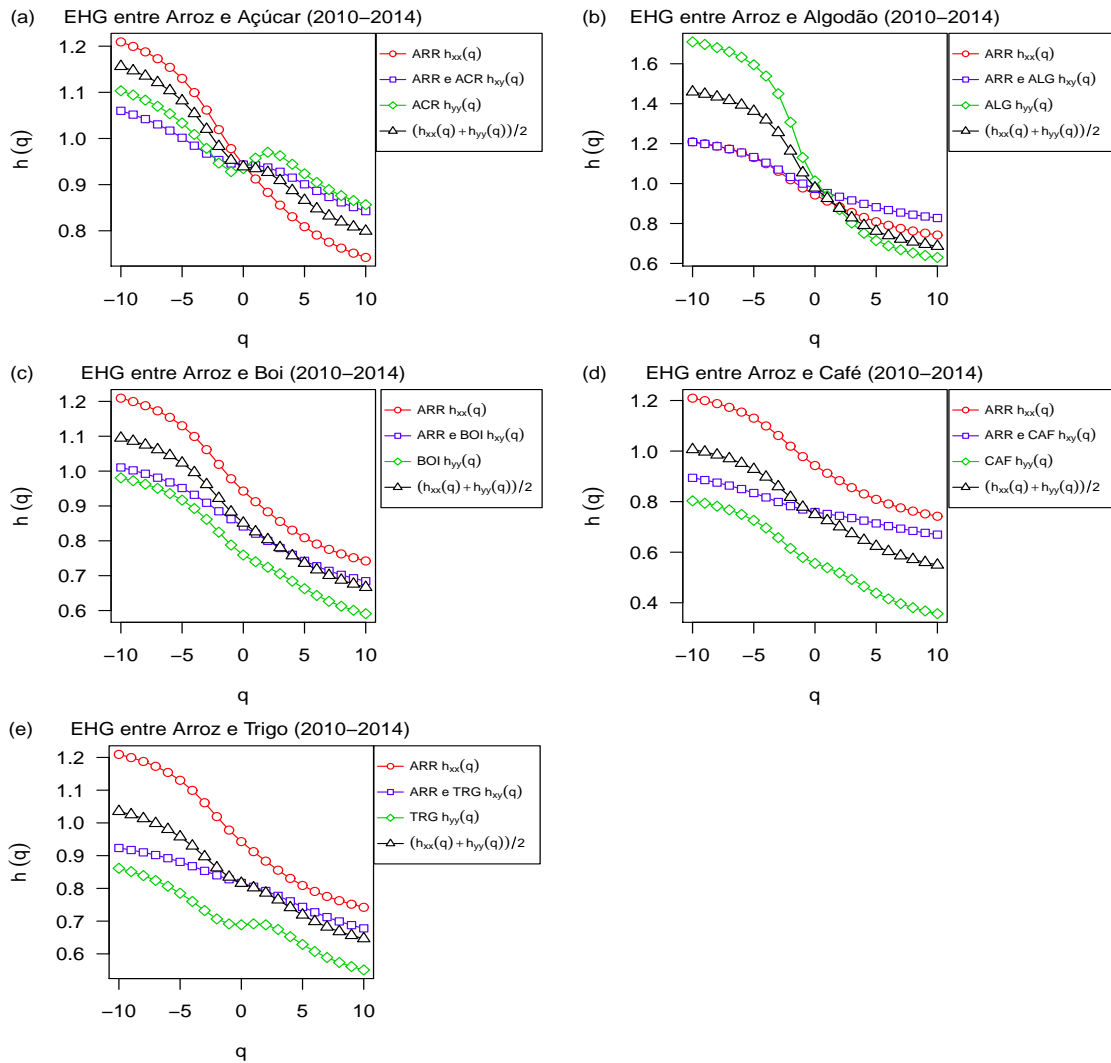 (a) EHG entre Arroz e Açúcar (2010−2014)
1.2
1.1
1.0
0.9
0.8
h(q)
−10 −5 0 5 10
q
ARR hxx(q)
ARR e ACR hxy(q)
ACR hyy(q)
(hxx(q)+hyy(q))/2
(b) EHG entre Arroz e Algodão (2010−2014)
1.6
1.4
1.2
1.0
0.8
0.6
h(q)
−10 −5 0 5 10
q
ARR hxx(q)
ARR e ALG hxy(q)
ALG hyy(q)
(hxx(q)+hyy(q))/2
(c) EHG entre Arroz e Boi (2010−2014)
1.2
1.1
1.0
0.9
0.8
0.7
0.6
h(q)
−10 −5 0 5 10
q
ARR hxx(q)
ARR e BOI hxy(q)
BOI hyy(q)
(hxx(q)+hyy(q))/2
(d) EHG entre Arroz e Café (2010−2014)
1.2
1.0
0.8
0.6
0.4
h(q)
−10 −5 0 5 10
q
ARR hxx(q)
ARR e CAF hxy(q)
CAF hyy(q)
(hxx(q)+hyy(q))/2
(e) EHG entre Arroz e Trigo (2010−2014)
1.2
1.1
1.0
0.9
0.8
0.7
0.6
h(q)
−10 −5 0 5 10
q
ARR hxx(q)
ARR e TRG hxy(q)
TRG hyy(q)
(hxx(q)+hyy(q))/2